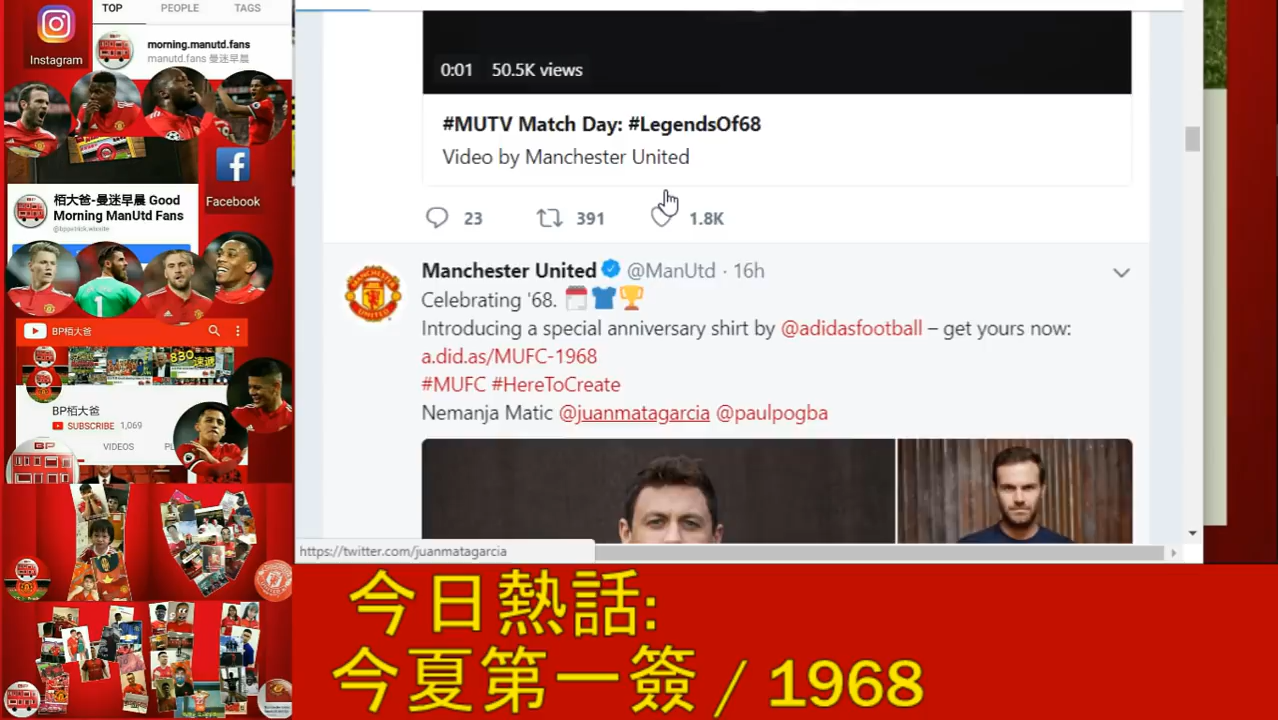 Instagram
TOP PEOPLE TAGS
morning.manutd.fans
manutd.fans 曼迷早晨
Facebook
栢大爸-曼迷早晨 Good
Morning ManUtd Fans
BP栢大爸
830
BP栢大爸
SUBSCRIBE 1,069
VIDEOS
BP
0:01 50.5K views
#MUTV Match Day: #LegendsOf68
Video by Manchester United
23 391 1.8K
Manchester United @ManUtd · 16h
Celebrating '68.
Introducing a special anniversary shirt by @adidasfootball – get yours now:
a.did.as/MUFC-1968
#MUFC #HereToCreate
Nemanja Matic @juanmatagarcia @paulpogba
https://twitter.com/juanmatagarcia
今日熱話:
今夏第一簽 / 1968